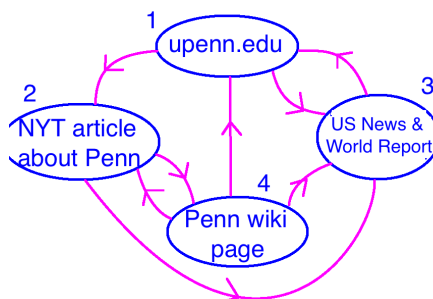 1
upenn.edu
2
NYT article
about Penn
3
US News &
World Report
4
Penn wiki
page